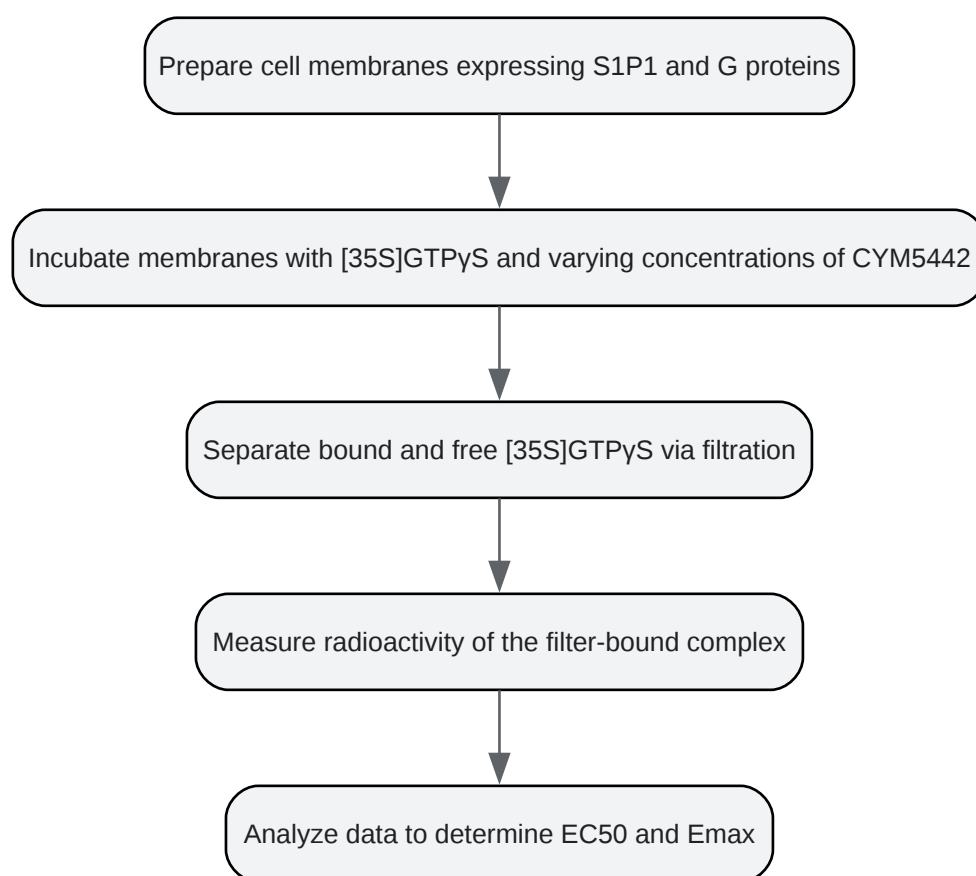 Prepare cell membranes expressing S1P1 and G proteins
Incubate membranes with [35S]GTPγS and varying concentrations of CYM5442
Separate bound and free [35S]GTPγS via filtration
Measure radioactivity of the filter-bound complex
Analyze data to determine EC50 and Emax